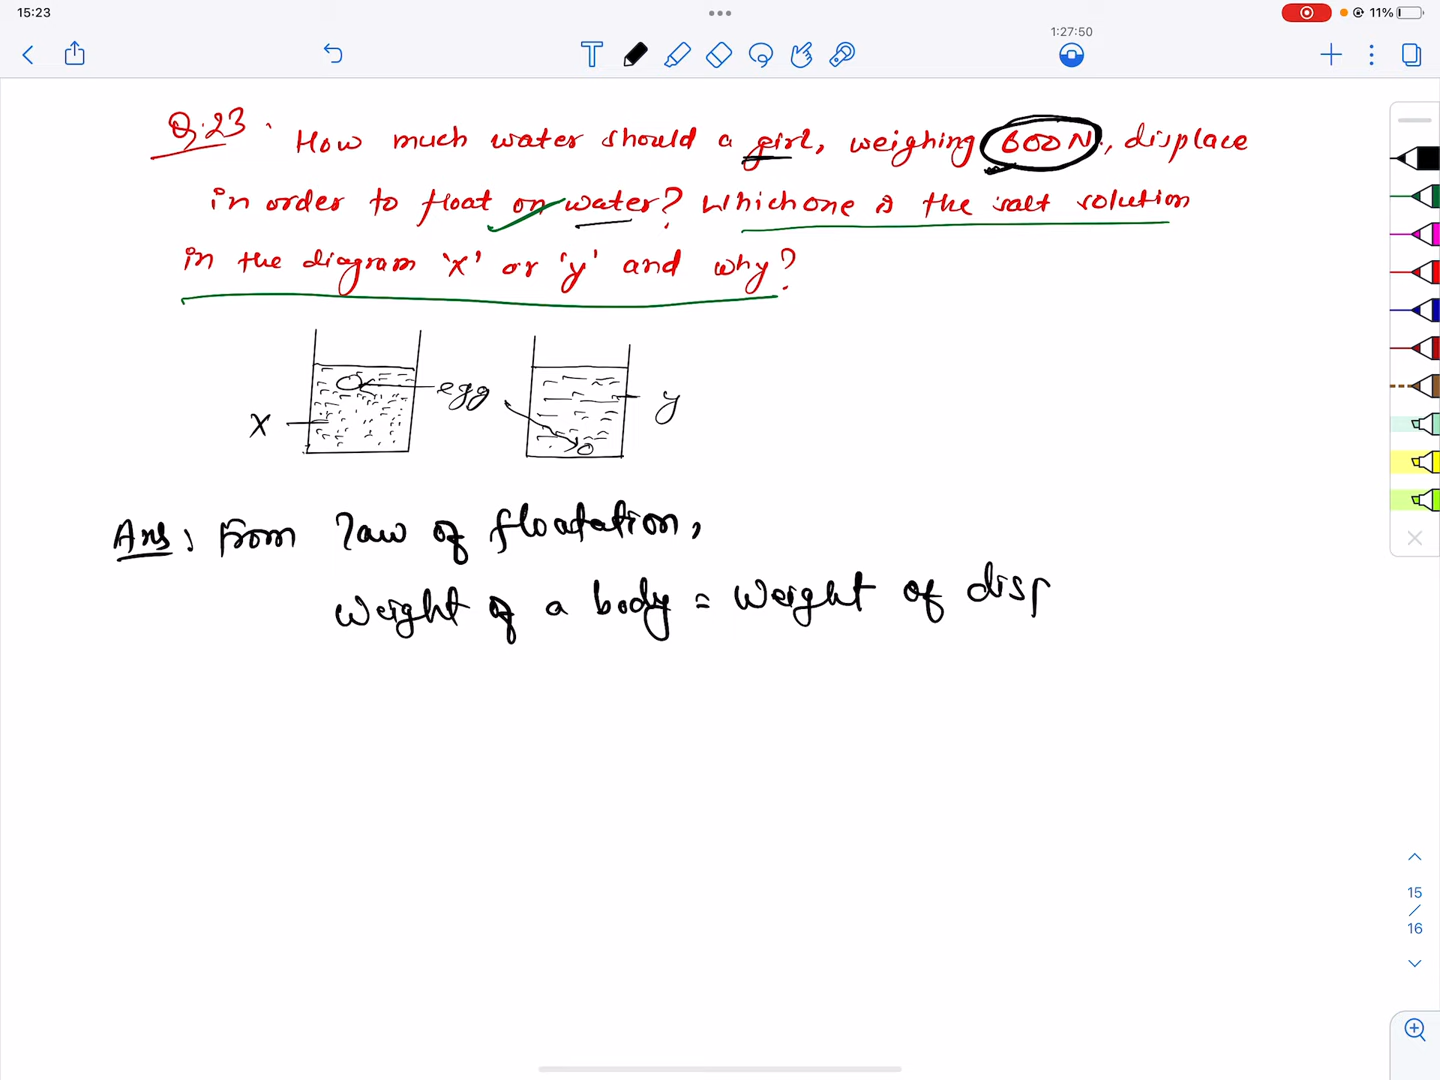 15:23
11%
1:27:50
Q.23. How much water should a girl, weighing 600N, displace
in order to float on water? Which one is the salt solution
in the diagram 'x' or 'y' and why?
egg
x
y
Ans: From law of floatation,
Weight of a body = Weight of disp
15
/
16